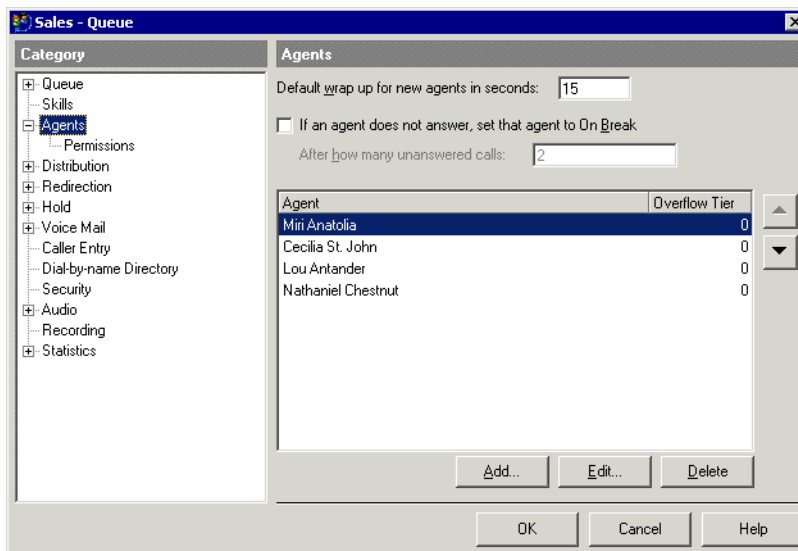 Sales - Queue
Category
Queue
Skills
Agents
Permissions
Distribution
Redirection
Hold
Voice Mail
Caller Entry
Dial-by-name Directory
Security
Audio
Recording
Statistics
Agents
Default wrap up for new agents in seconds: 15
If an agent does not answer, set that agent to On Break
After how many unanswered calls: 2
Agent Overflow Tier
Miri Anatolia 0
Cecilia St. John 0
Lou Antander 0
Nathaniel Chestnut 0
Add... Edit... Delete
OK Cancel Help